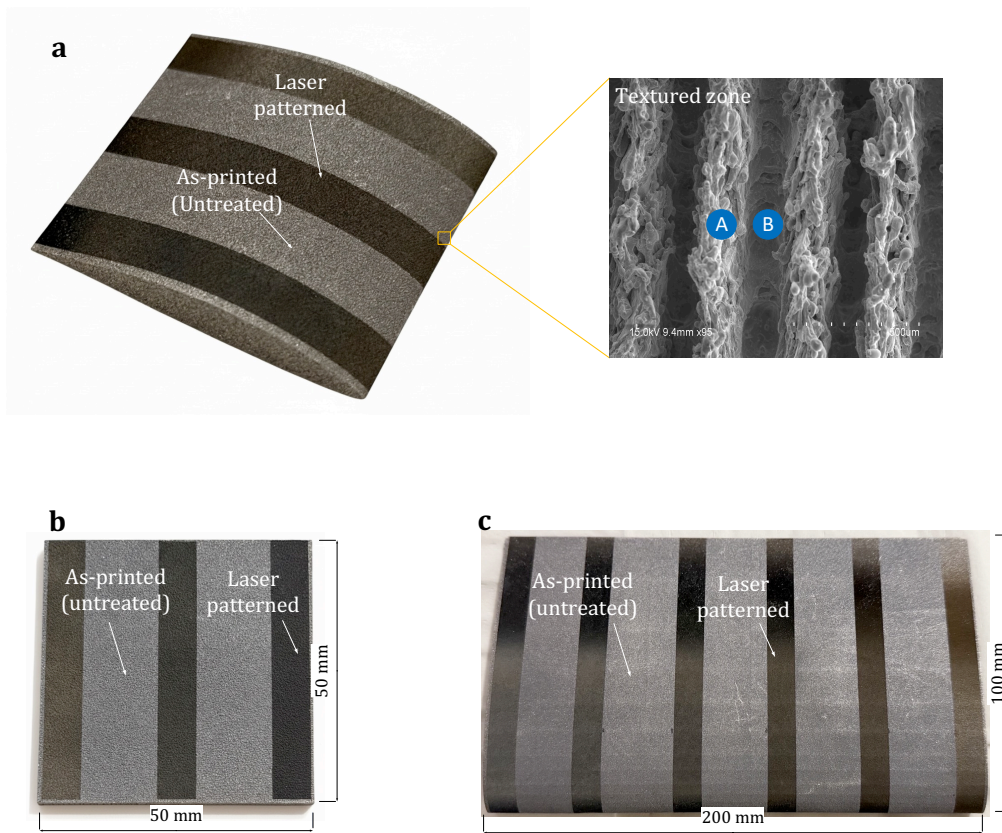 a
Laser
patterned
As-printed
(Untreated)
Textured zone
A
B
15.0kV 9.4mm x95
500um
b
As-printed
(untreated)
Laser
patterned
50 mm
50 mm
c
As-printed
(untreated)
Laser
patterned
100 mm
200 mm